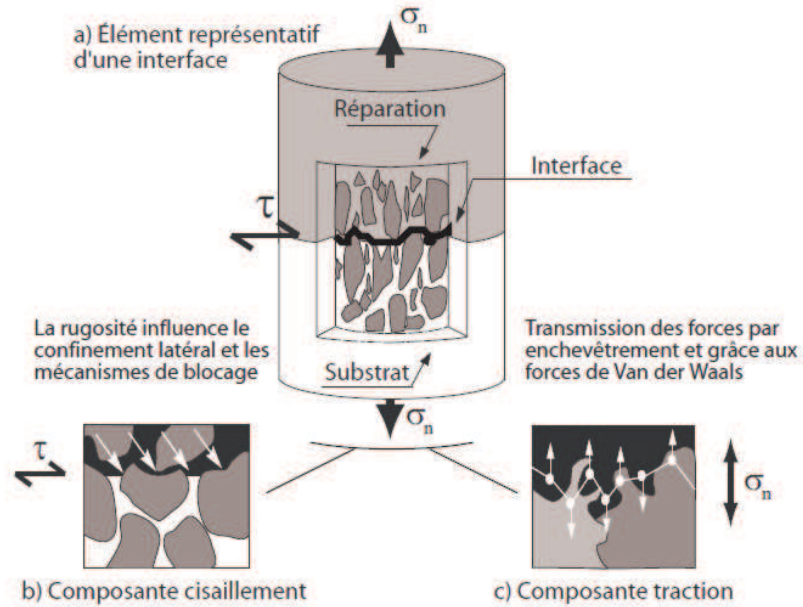 σn
a) Élément représentatif
d'une interface
Réparation
Interface
τ
La rugosité influence le
confinement latéral et les
mécanismes de blocage
Transmission des forces par
enchevêtrement et grâce aux
forces de Van der Waals
Substrat
σn
τ
σn
b) Composante cisaillement
c) Composante traction